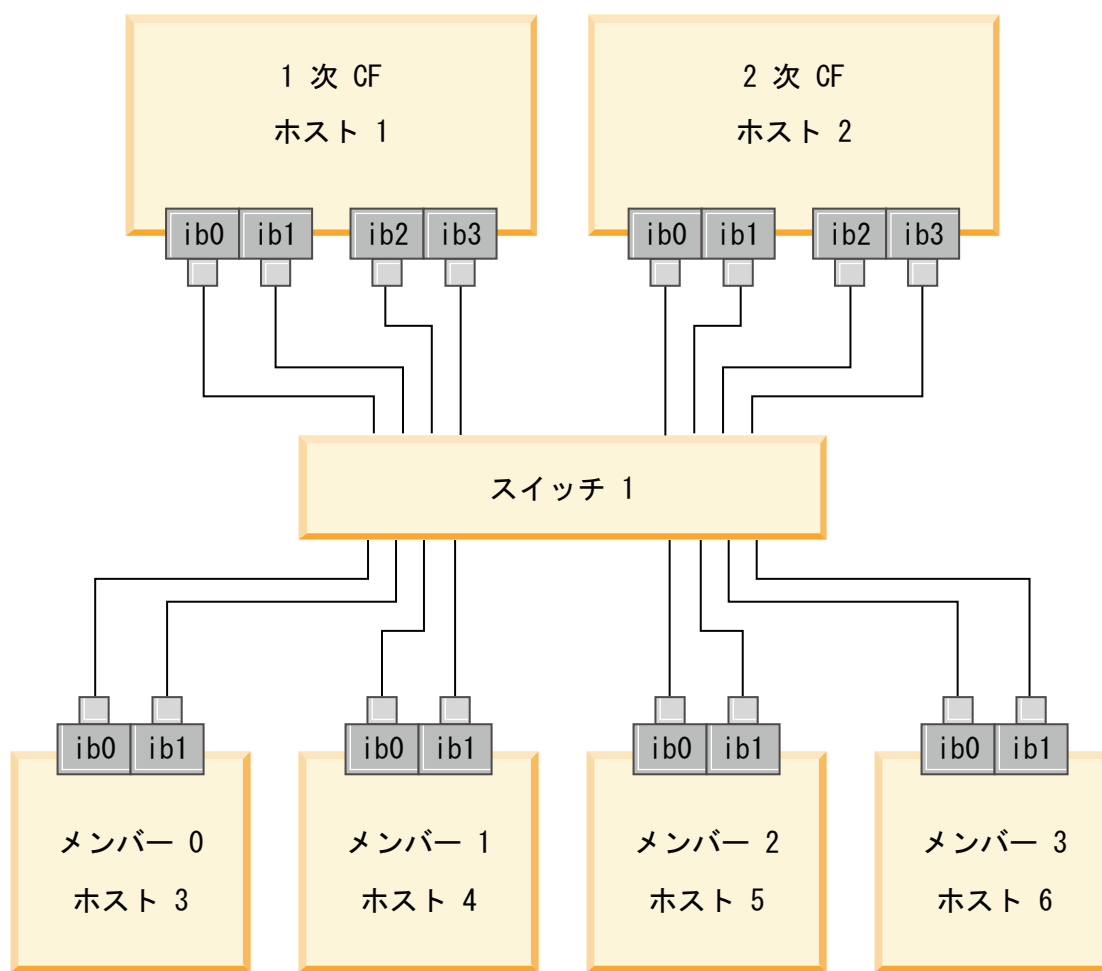 1 次 CF
ホスト 1
2 次 CF
ホスト 2
ib0 ib1 ib2 ib3
ib0 ib1 ib2 ib3
スイッチ 1
ib0 ib1
ib0 ib1
ib0 ib1
ib0 ib1
メンバー 0
ホスト 3
メンバー 1
ホスト 4
メンバー 2
ホスト 5
メンバー 3
ホスト 6